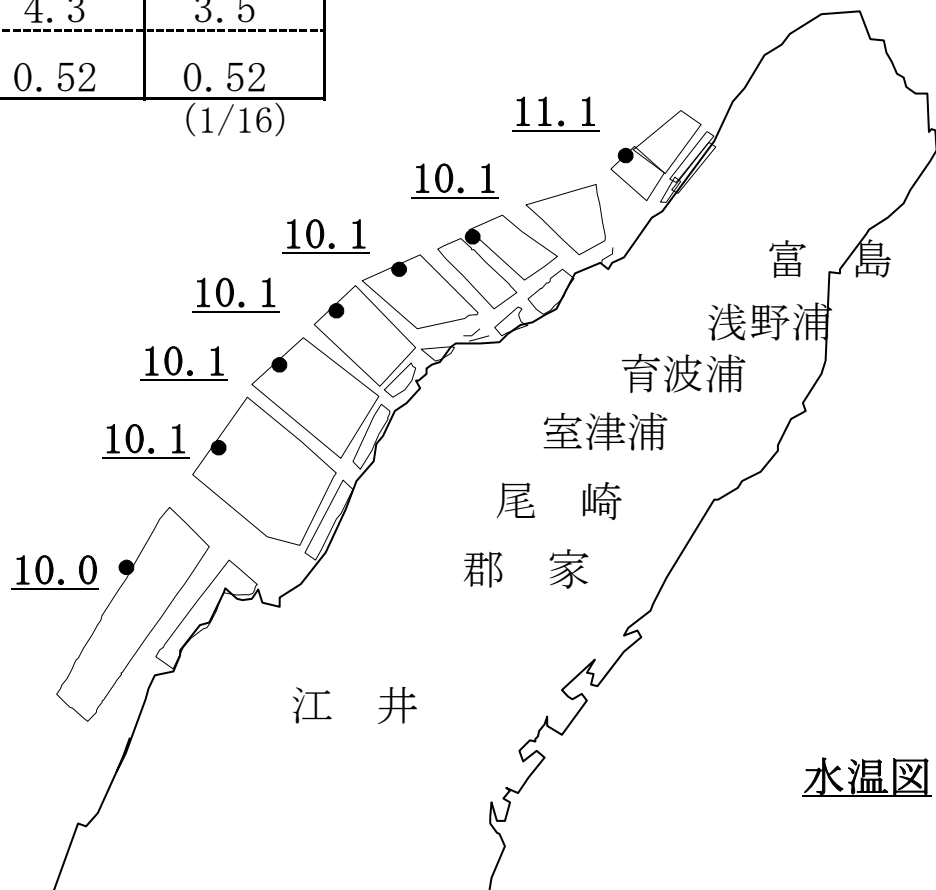 4.3 3.5
0.52 0.52
(1/16)
11.1
10.1
10.1
10.1
10.1
10.1
10.0
富 島
浅野浦
育波浦
室津浦
尾 崎
郡 家
江 井
水温図